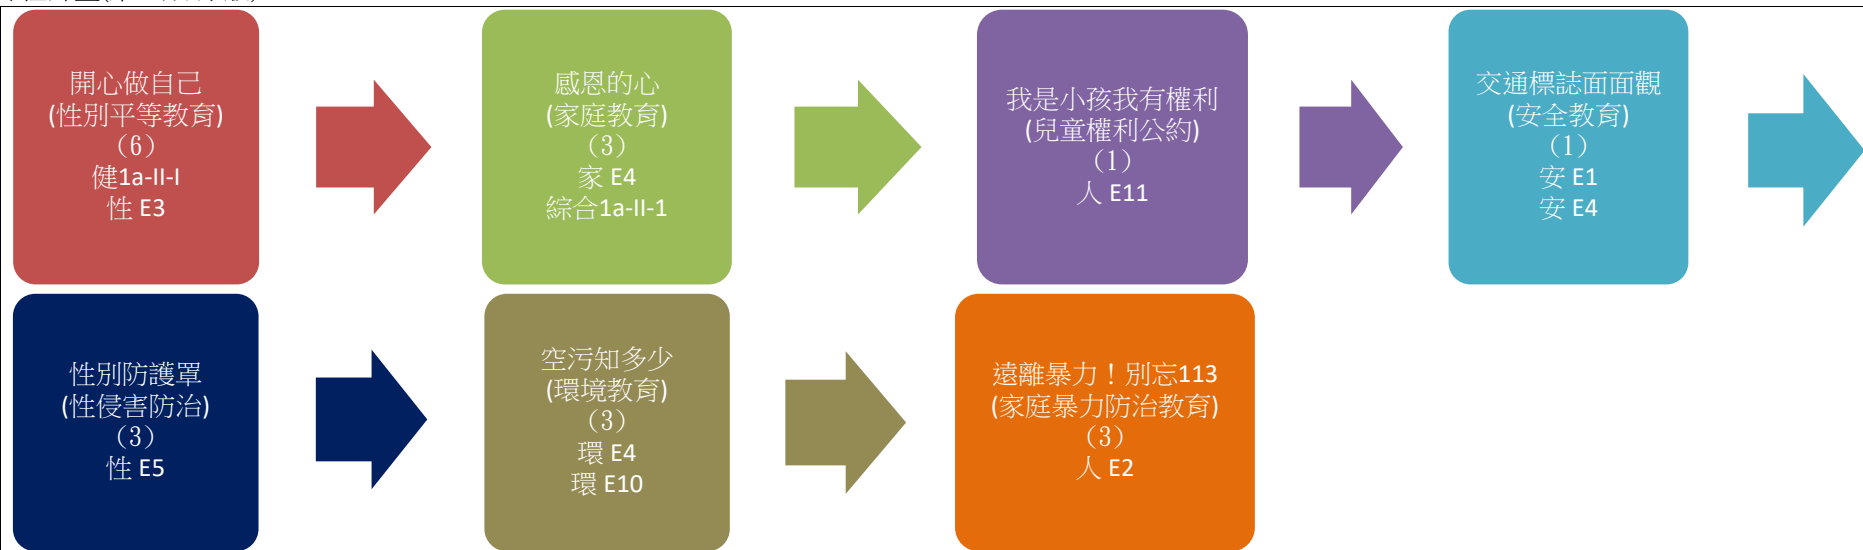 開心做自己
(性別平等教育)
（6）
健1a-II-I
性 E3
感恩的心
(家庭教育)
（3）
家 E4
綜合1a-II-1
我是小孩我有權利
(兒童權利公約)
（1）
人 E11
交通標誌面面觀
(安全教育)
（1）
安 E1
安 E4
性別防護罩
(性侵害防治)
（3）
性 E5
空污知多少
(環境教育)
（3）
環 E4
環 E10
遠離暴力！別忘113
(家庭暴力防治教育)
（3）
人 E2